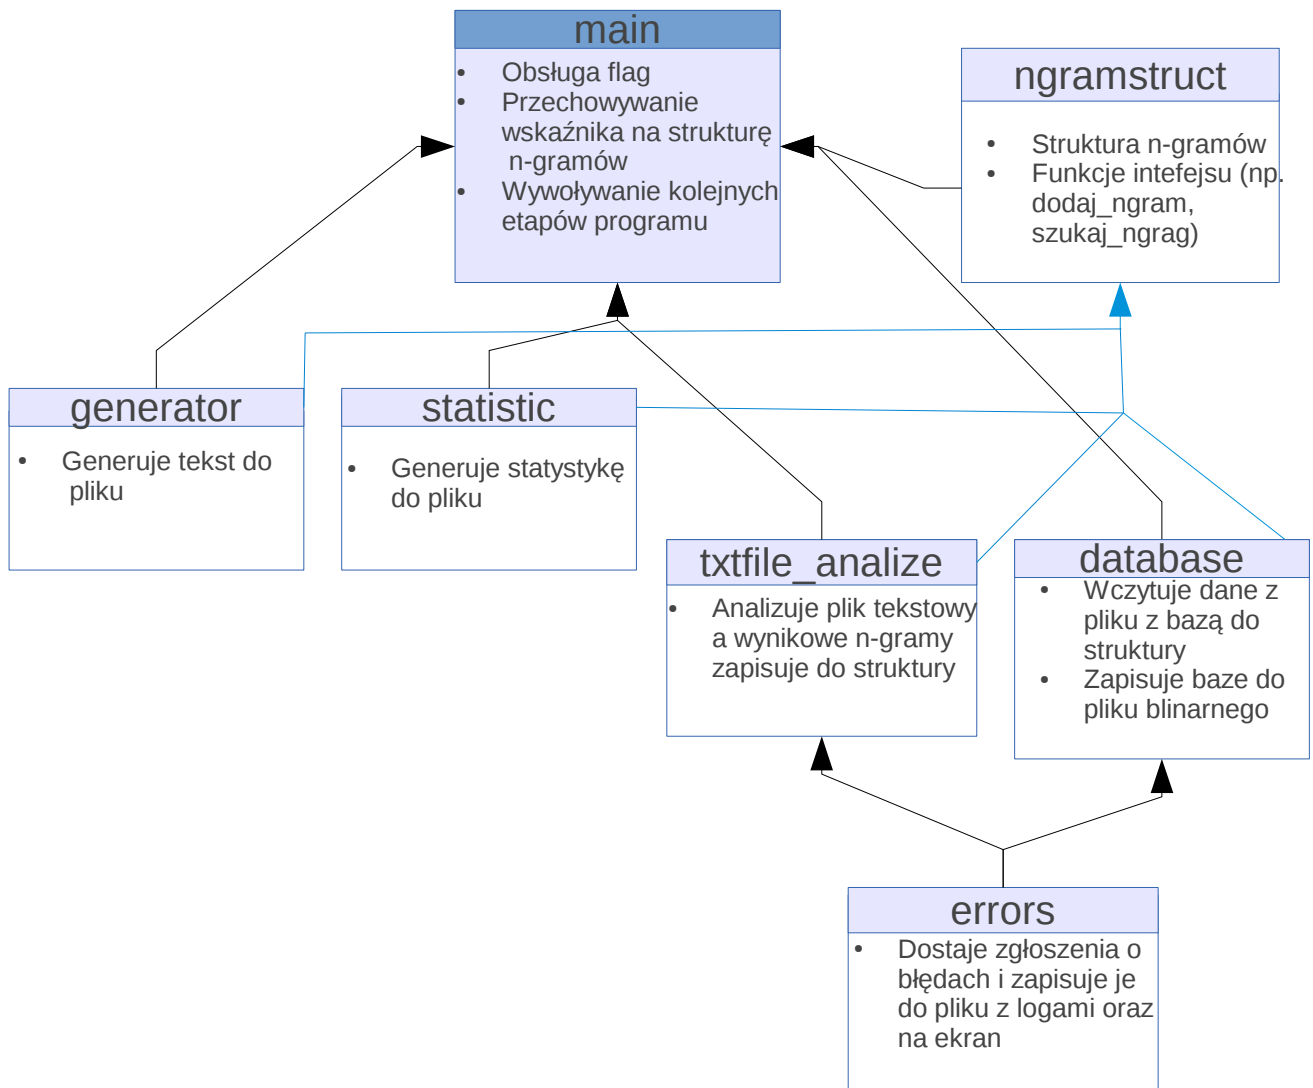 main
• Obsługa flag
• Przechowywanie
wskaźnika na strukturę
n-gramów
• Wywoływanie kolejnych
etapów programu
ngramstruct
• Struktura n-gramów
• Funkcje intefejsu (np.
dodaj_ngram,
szukaj_ngrag)
generator
• Generuje tekst do
pliku
statistic
• Generuje statystykę
do pliku
txtfile_analize
• Analizuje plik tekstowy
a wynikowe n-gramy
zapisuje do struktury
database
• Wczytuje dane z
pliku z bazą do
struktury
• Zapisuje baze do
pliku blinarnego
errors
• Dostaje zgłoszenia o
błędach i zapisuje je
do pliku z logami oraz
na ekran